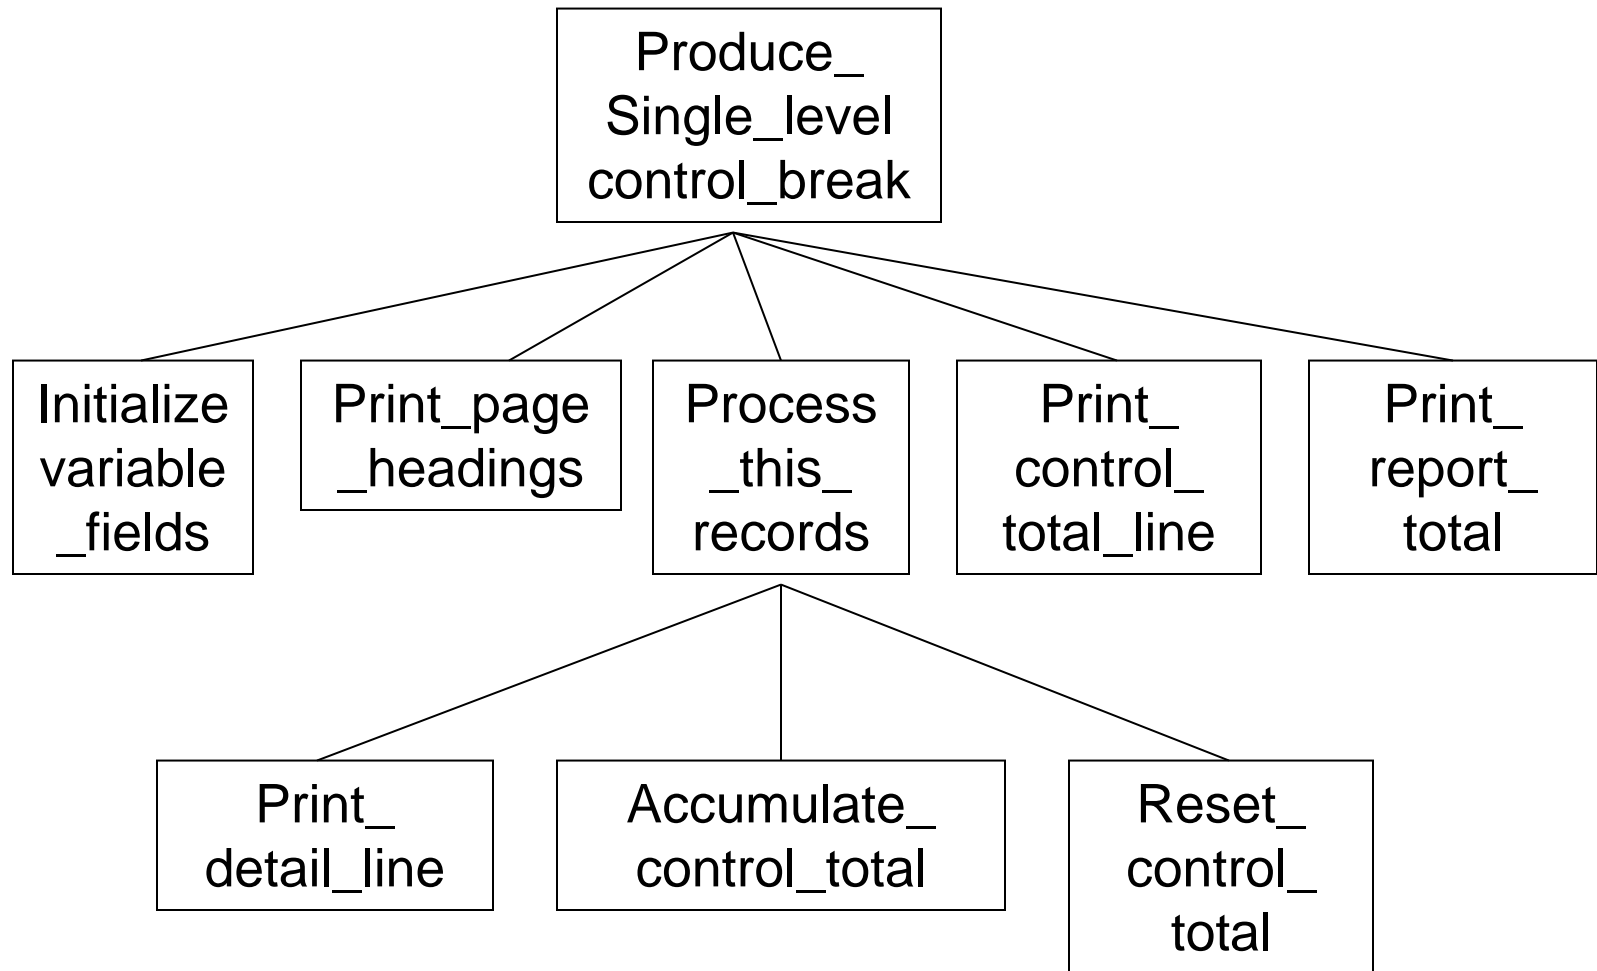 Produce_
Single_level
control_break
Initialize
variable
_fields
Print_page
_headings
Process
_this_
records
Print_
control_
total_line
Print_
report_
total
Print_
detail_line
Accumulate_
control_total
Reset_
control_
total